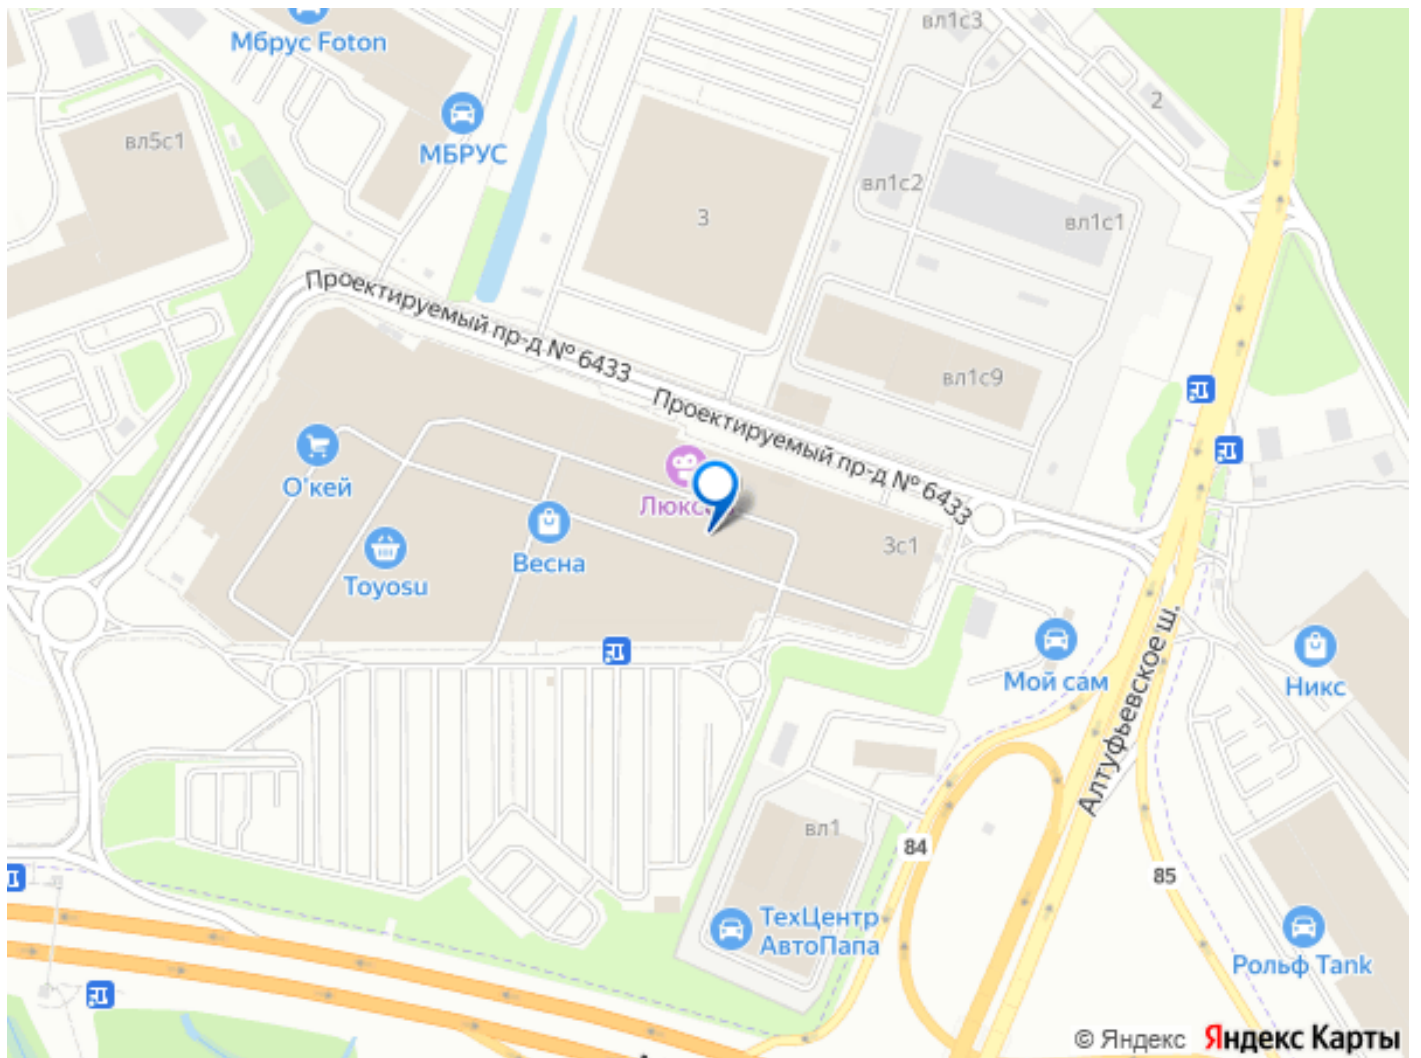 вл1с3
Мбрус Foton
2
вл5с1
МБРУС
вл1с2
3
вл1с1
Проектируемый пр-д № 6433
Проектируемый пр-д № 6433
вл1с9
О'кей
Люкс
3с1
Весна
Toyosu
Мой сам
Никс
Алтуфьевское ш.
вл1
84
85
ТехЦентр
АвтоПапа
Рольф Tank
© Яндекс Яндекс Карты